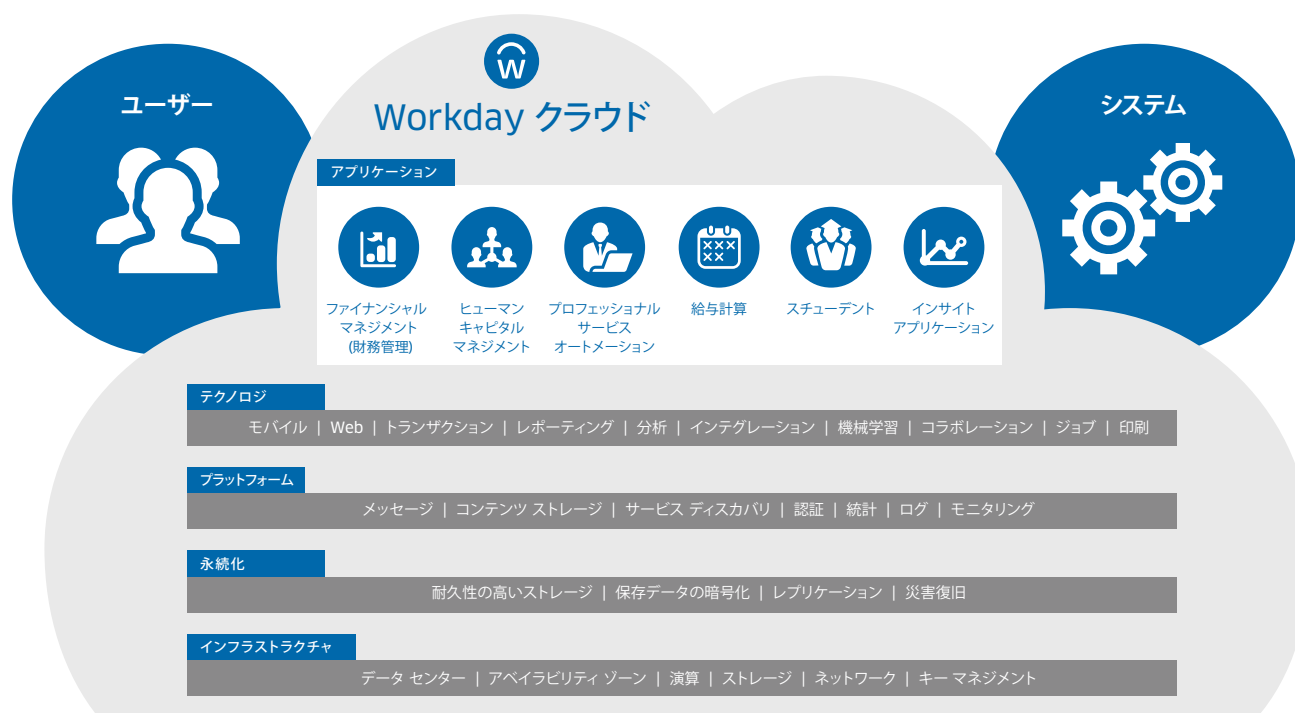 ユーザー
W
Workday クラウド
システム
アプリケーション
ファイナンシャル
マネジメント
(財務管理)
ヒューマン
キャピタル
マネジメント
プロフェッショナル
サービス
オートメーション
給与計算
スチューデント
インサイト
アプリケーション
テクノロジ
モバイル | Web | トランザクション | レポーティング | 分析 | インテグレーション | 機械学習 | コラボレーション | ジョブ | 印刷
プラットフォーム
メッセージ | コンテンツ ストレージ | サービス ディスカバリ | 認証 | 統計 | ログ | モニタリング
永続化
耐久性の高いストレージ | 保存データの暗号化 | レプリケーション | 災害復旧
インフラストラクチャ
データ センター | アベイラビリティ ゾーン | 演算 | ストレージ | ネットワーク | キー マネジメント